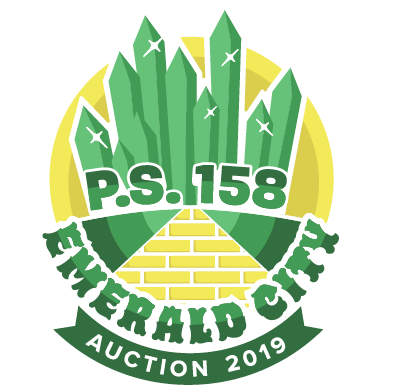 P.S. 158
EMERALD CITY
AUCTION 2019